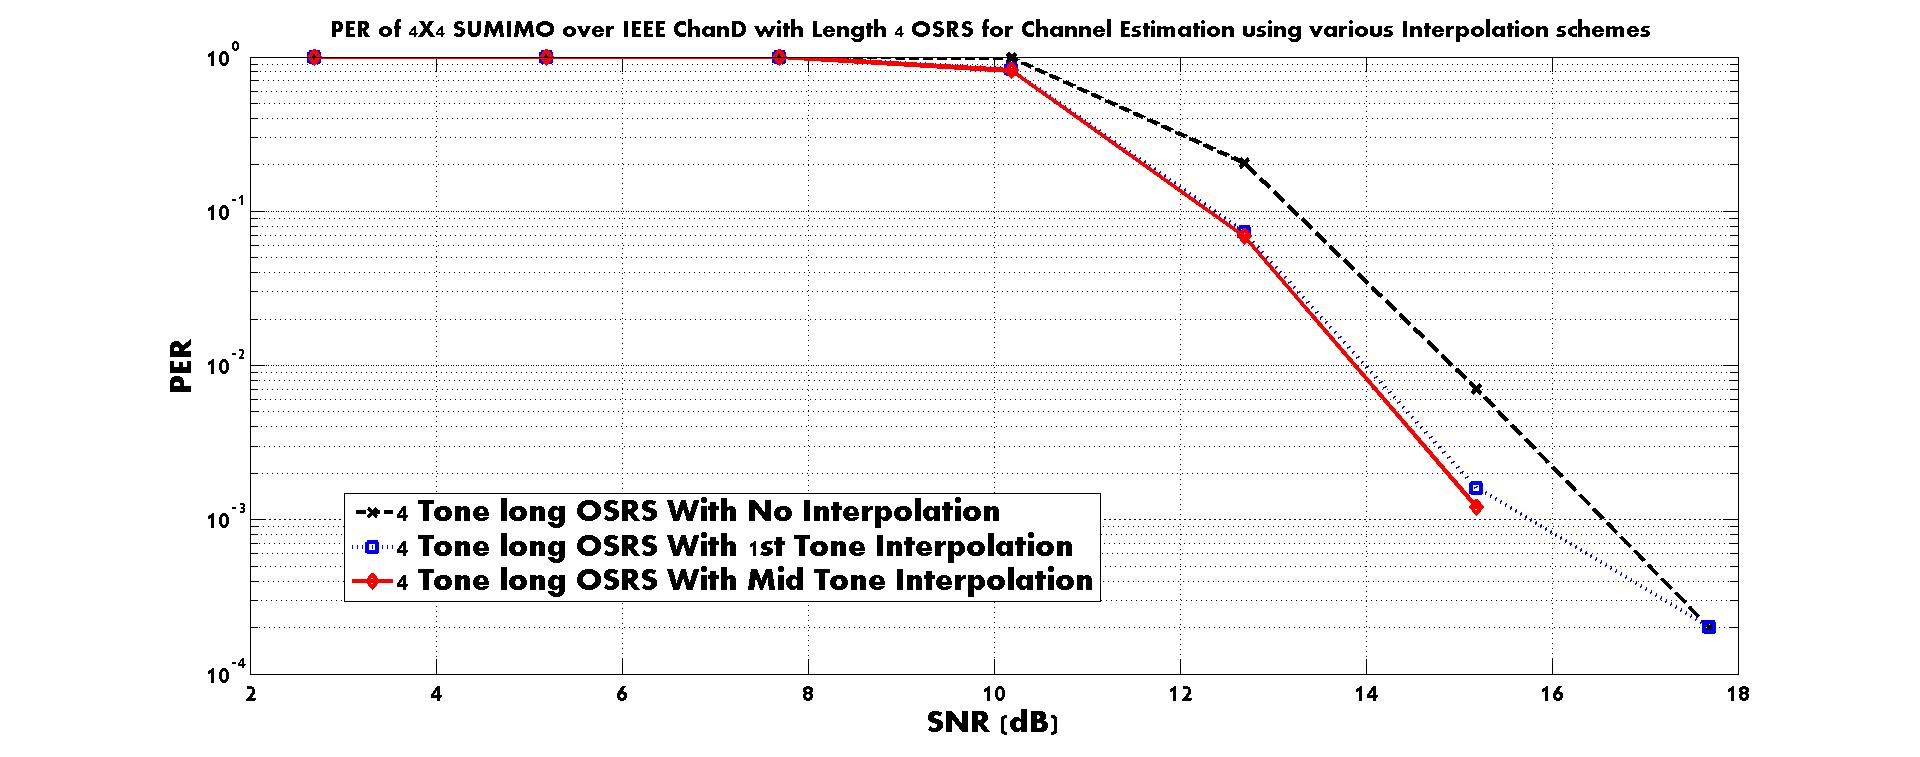 PER of 4X4 SUMIMO over IEEE ChanD with Length 4 OSRS for Channel Estimation using various Interpolation schemes
10^0
10^-1
10^-2
10^-3
10^-4
PER
4 Tone long OSRS With No Interpolation
4 Tone long OSRS With 1st Tone Interpolation
4 Tone long OSRS With Mid Tone Interpolation
2 4 6 8 10 12 14 16 18
SNR (dB)